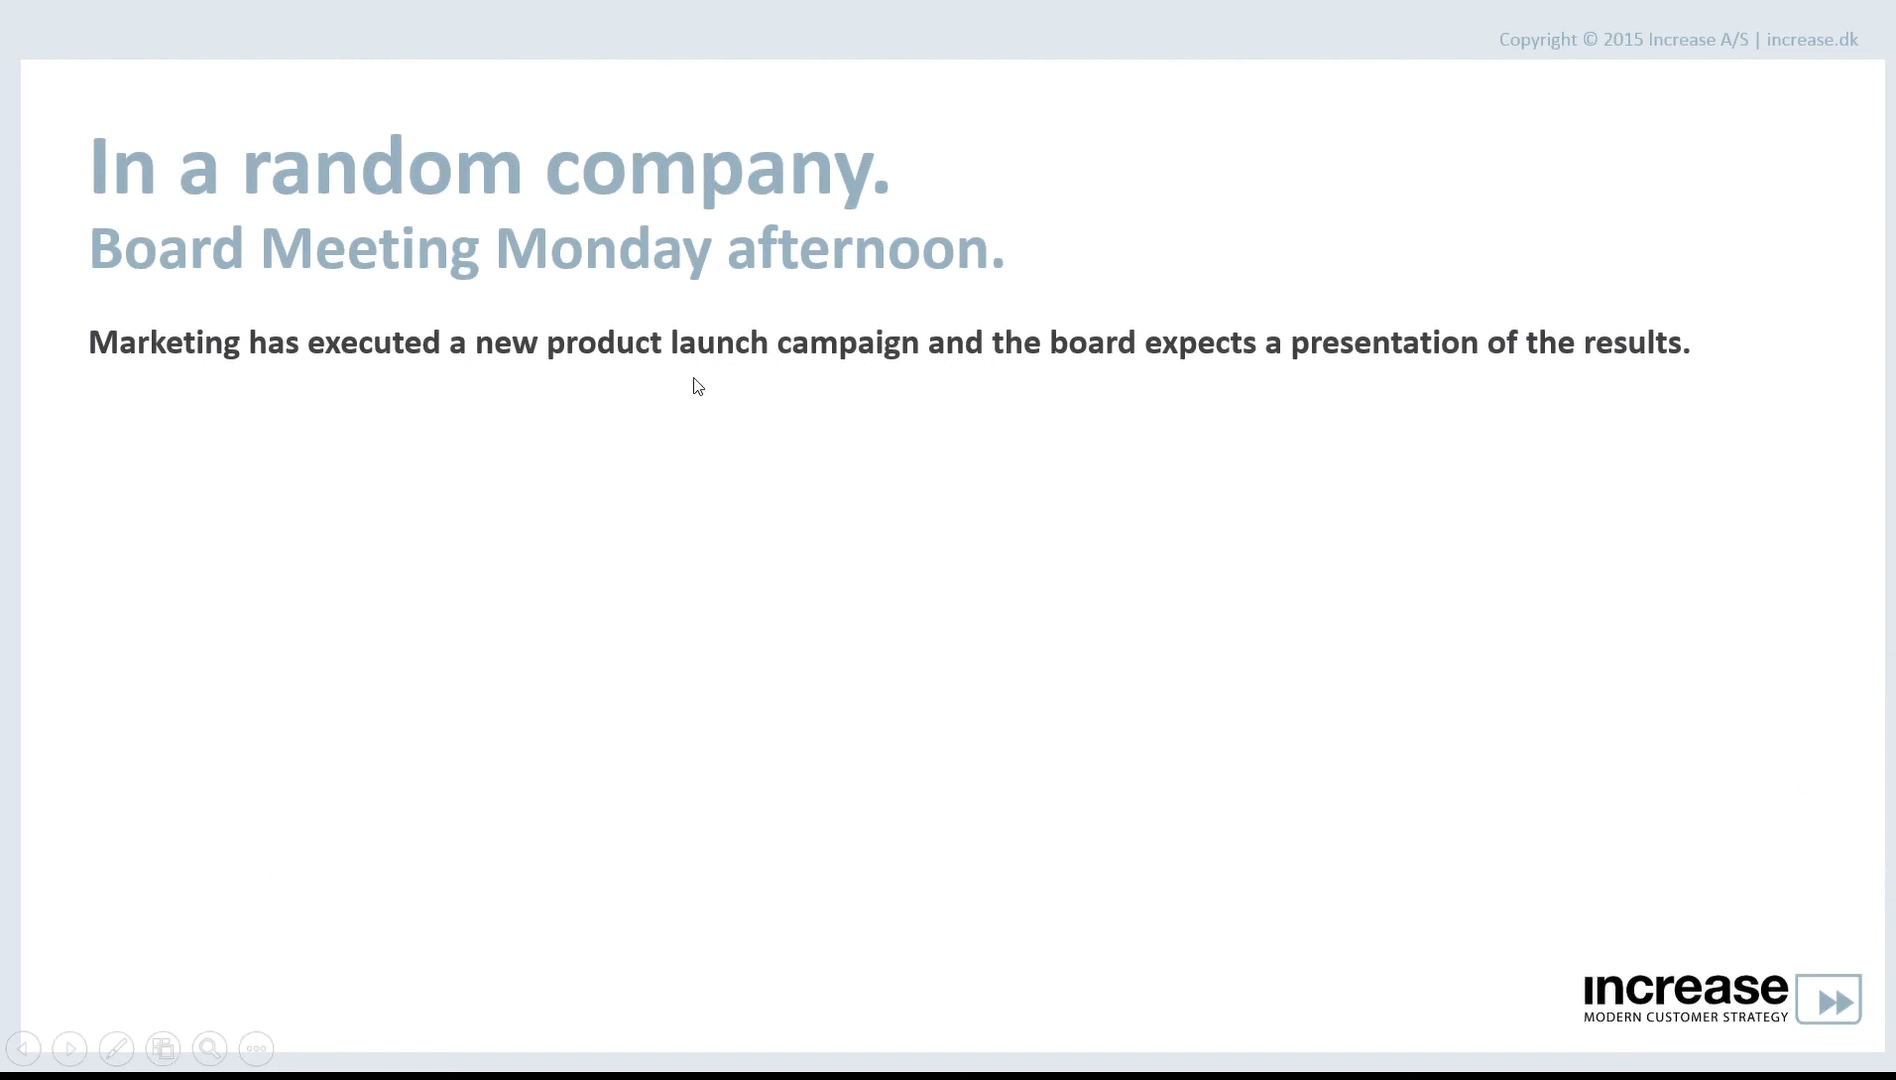 Copyright © 2015 Increase A/S | increase.dk
In a random company.
Board Meeting Monday afternoon.
Marketing has executed a new product launch campaign and the board expects a presentation of the results.
increase
MODERN CUSTOMER STRATEGY